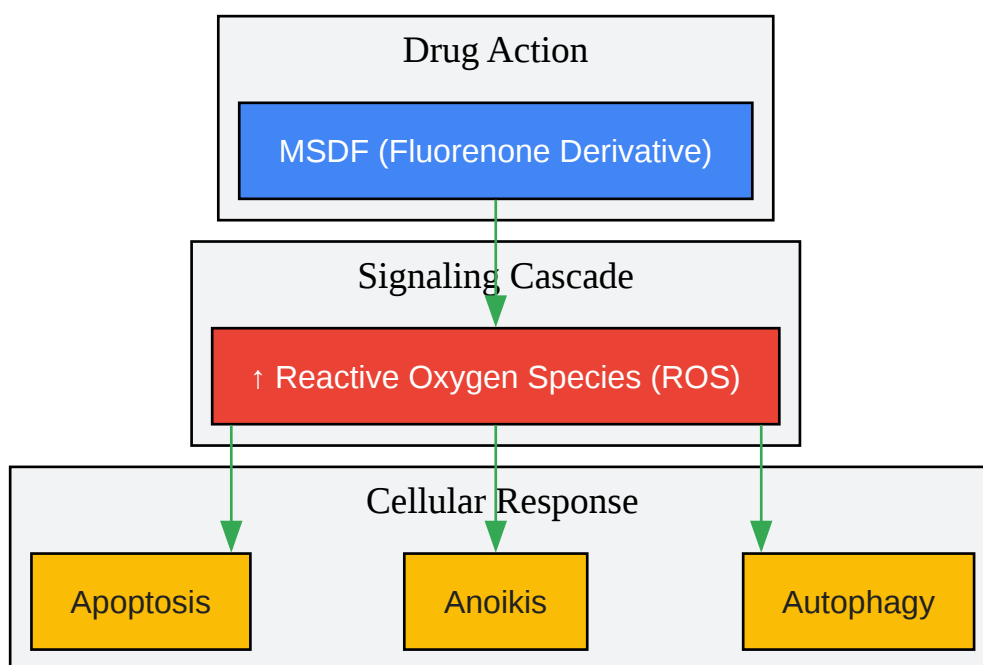 Drug Action
MSDF (Fluorenone Derivative)
Signaling Cascade
↑ Reactive Oxygen Species (ROS)
Cellular Response
Apoptosis
Anoikis
Autophagy